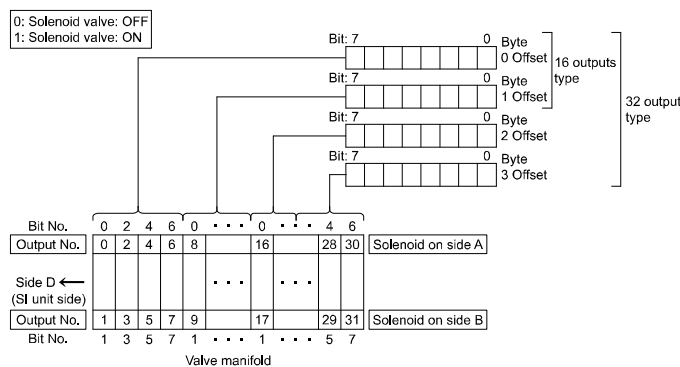 0: Solenoid valve: OFF
1: Solenoid valve: ON
Bit: 7 0 Byte
0 Offset
Bit: 7 0 Byte
1 Offset
16 outputs
type
Bit: 7 0 Byte
2 Offset
32 output
type
Bit: 7 0 Byte
3 Offset
Bit No. 0 2 4 6 0 · · · 0 · · · 4 6
Output No. 0 2 4 6 8 16 28 30 Solenoid on side A
Side D ←
(SI unit side)
· · · · · ·
Output No. 1 3 5 7 9 17 29 31 Solenoid on side B
Bit No. 1 3 5 7 1 · · · 1 · · · 5 7
Valve manifold